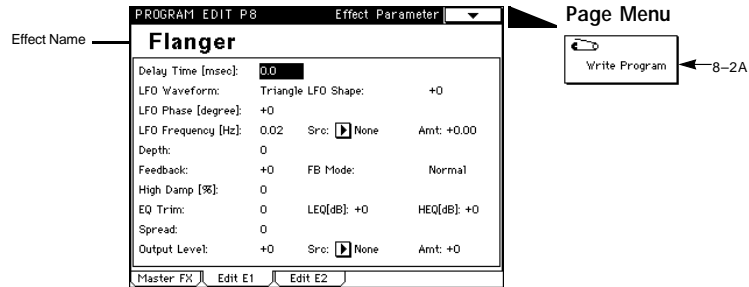 PROGRAM EDIT P8 Effect Parameter
Page Menu
Effect Name
Flanger
Write Program
8–2A
Delay Time [msec]: 0.0
LFO Waveform: Triangle LFO Shape: +0
LFO Phase [degree]: +0
LFO Frequency [Hz]: 0.02 Src: None Amt: +0.00
Depth: 0
Feedback: +0 FB Mode: Normal
High Damp [%]: 0
EQ Trim: 0 LEQ[dB]: +0 HEQ[dB]: +0
Spread: 0
Output Level: +0 Src: None Amt: +0
Master FX Edit E1 Edit E2